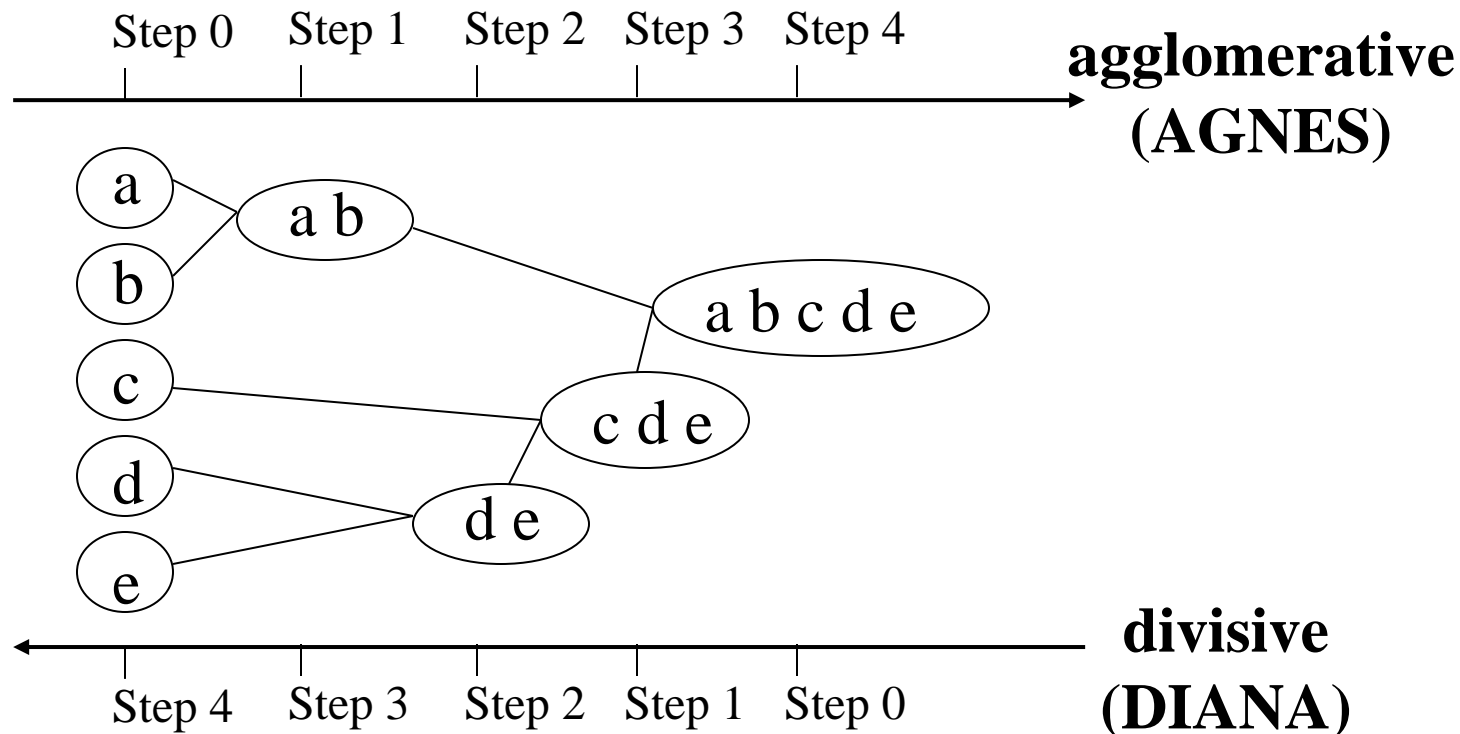 Step 0 Step 1 Step 2 Step 3 Step 4
agglomerative
(AGNES)
a
a b
b
a b c d e
c
c d e
d
d e
e
divisive
(DIANA)
Step 4 Step 3 Step 2 Step 1 Step 0